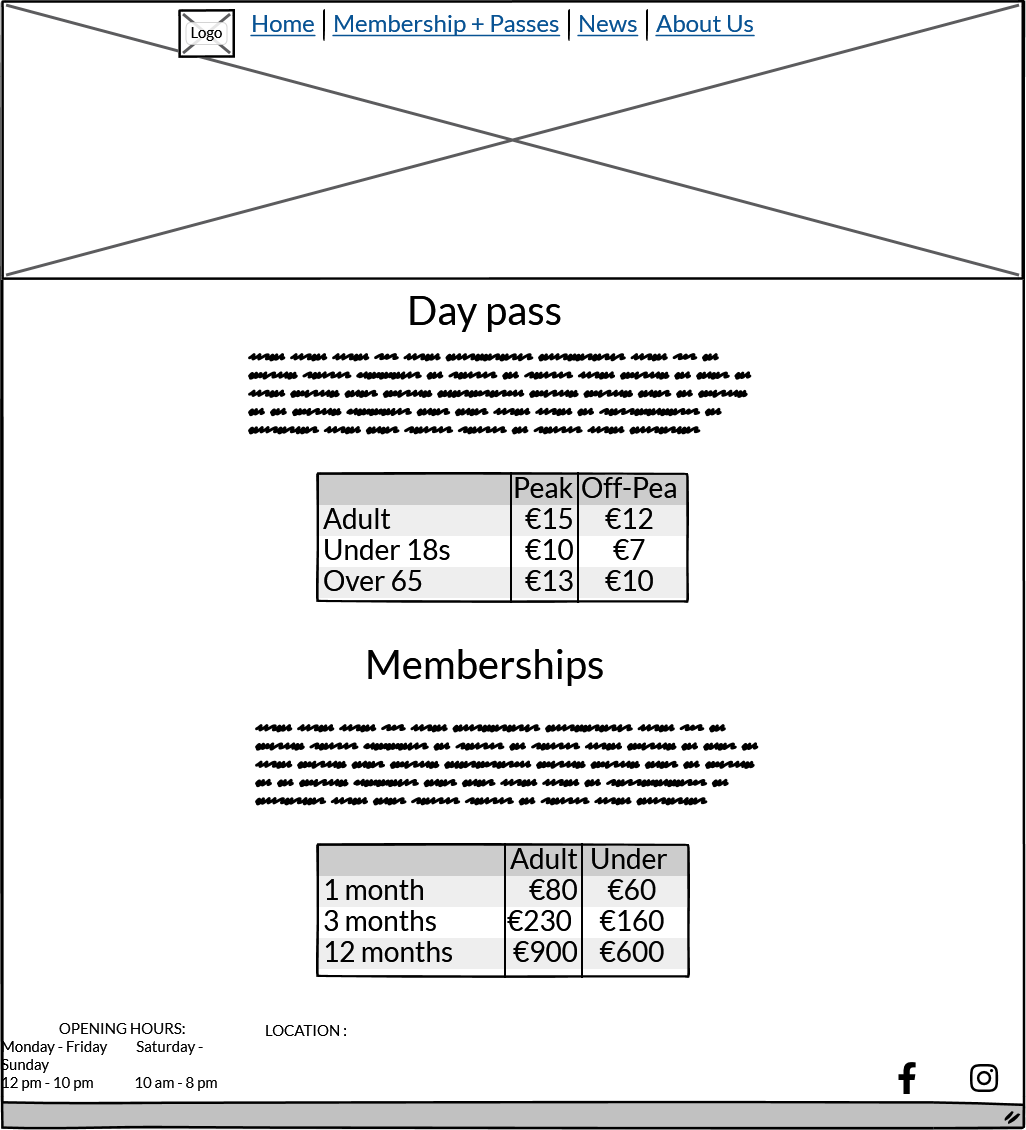 Logo
Home | Membership + Passes | News | About Us
Day pass
Peak Off-Pea
Adult €15 €12
Under 18s €10 €7
Over 65 €13 €10
Memberships
Adult Under
1 month €80 €60
3 months €230 €160
12 months €900 €600
OPENING HOURS:
Monday - Friday Saturday -
Sunday
12 pm - 10 pm 10 am - 8 pm
LOCATION :